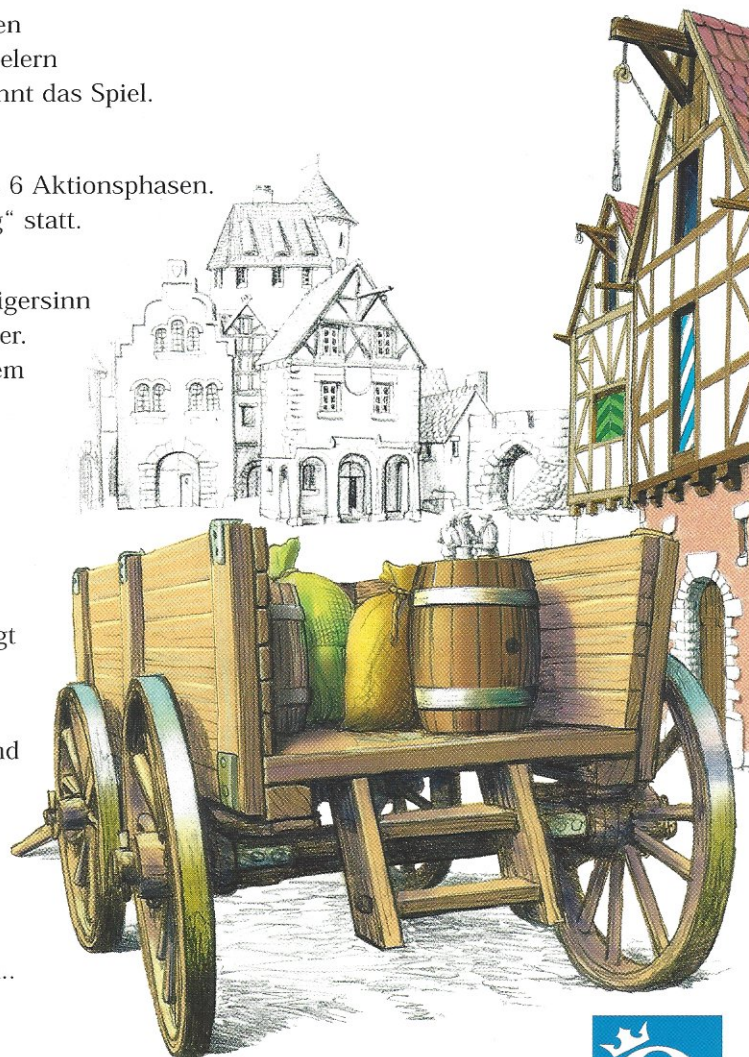 en
elern
nnt das Spiel.
6 Aktionsphasen.
g“ statt.
igersinn
er.
em
gt
nd
..